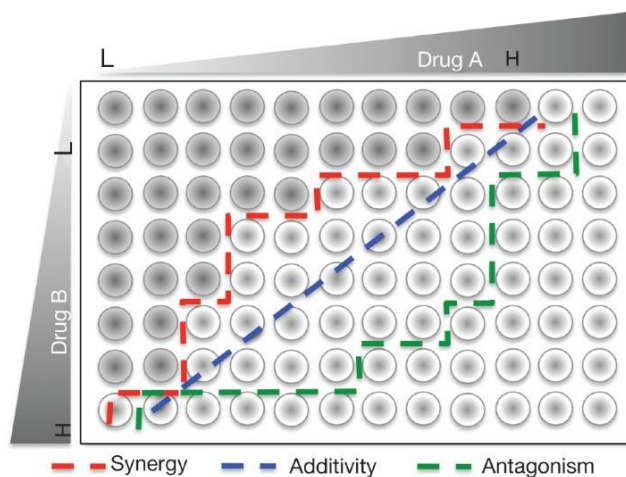 L
Drug A H
L
Drug B
H
Synergy Additivity Antagonism